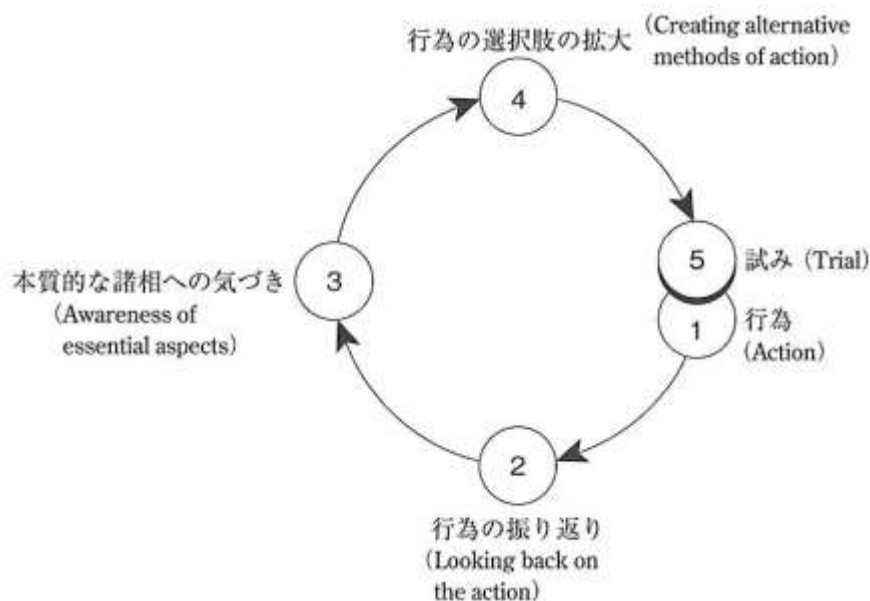 行為の選択肢の拡大
(Creating alternative
methods of action)
4
5
試み (Trial)
1
行為
(Action)
3
本質的な諸相への気づき
(Awareness of
essential aspects)
2
行為の振り返り
(Looking back on
the action)